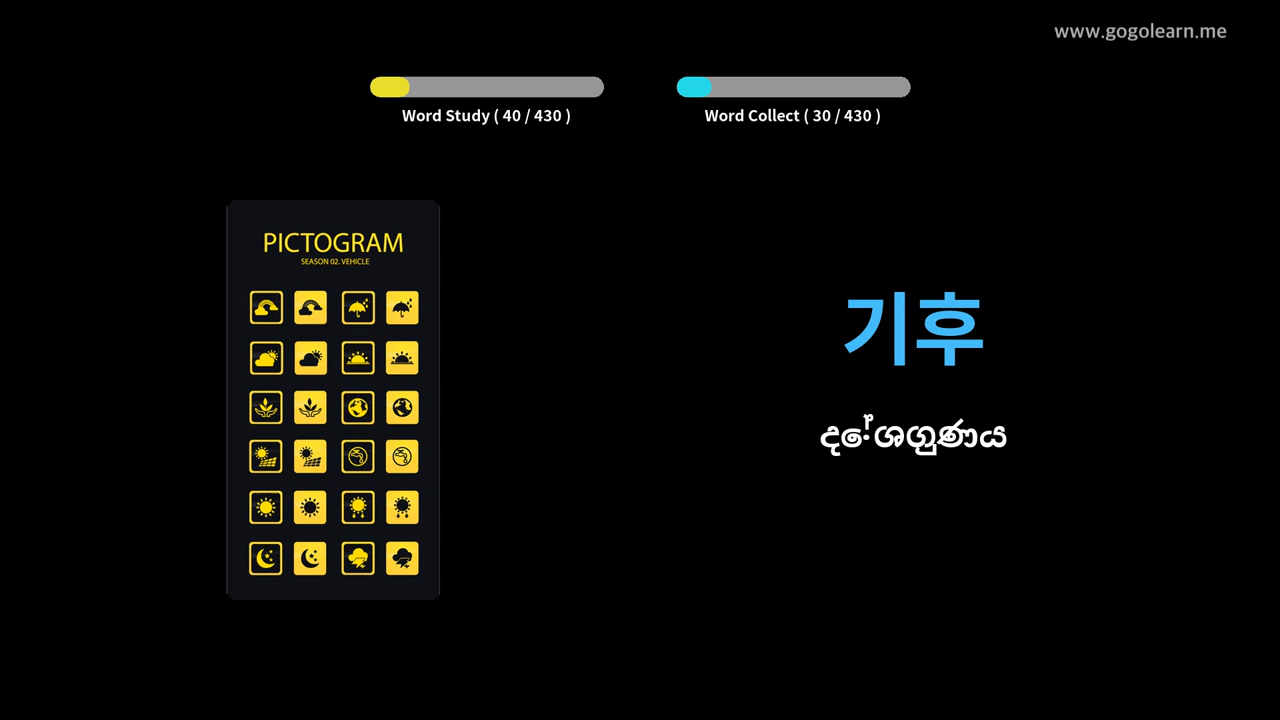 www.gogolearn.me
Word Study ( 40 / 430 )
Word Collect ( 30 / 430 )
PICTOGRAM
SEASON 02. VEHICLE
기후
දේශගුණය